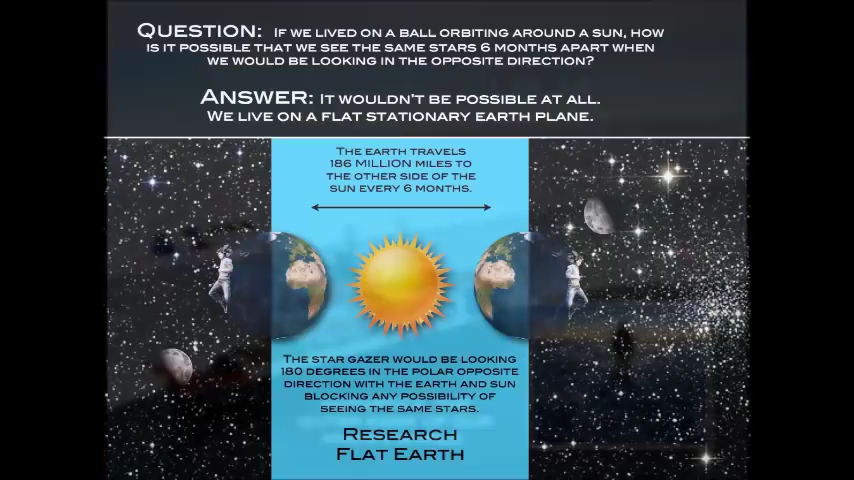 QUESTION: IF WE LIVED ON A BALL ORBITING AROUND A SUN, HOW
IS IT POSSIBLE THAT WE SEE THE SAME STARS 6 MONTHS APART WHEN
WE WOULD BE LOOKING IN THE OPPOSITE DIRECTION?
ANSWER: IT WOULDN'T BE POSSIBLE AT ALL.
WE LIVE ON A FLAT STATIONARY EARTH PLANE.
THE EARTH TRAVELS
186 MILLION MILES TO
THE OTHER SIDE OF THE
SUN EVERY 6 MONTHS.
THE STAR GAZER WOULD BE LOOKING
180 DEGREES IN THE POLAR OPPOSITE
DIRECTION WITH THE EARTH AND SUN
BLOCKING ANY POSSIBILITY OF
SEEING THE SAME STARS.
RESEARCH
FLAT EARTH